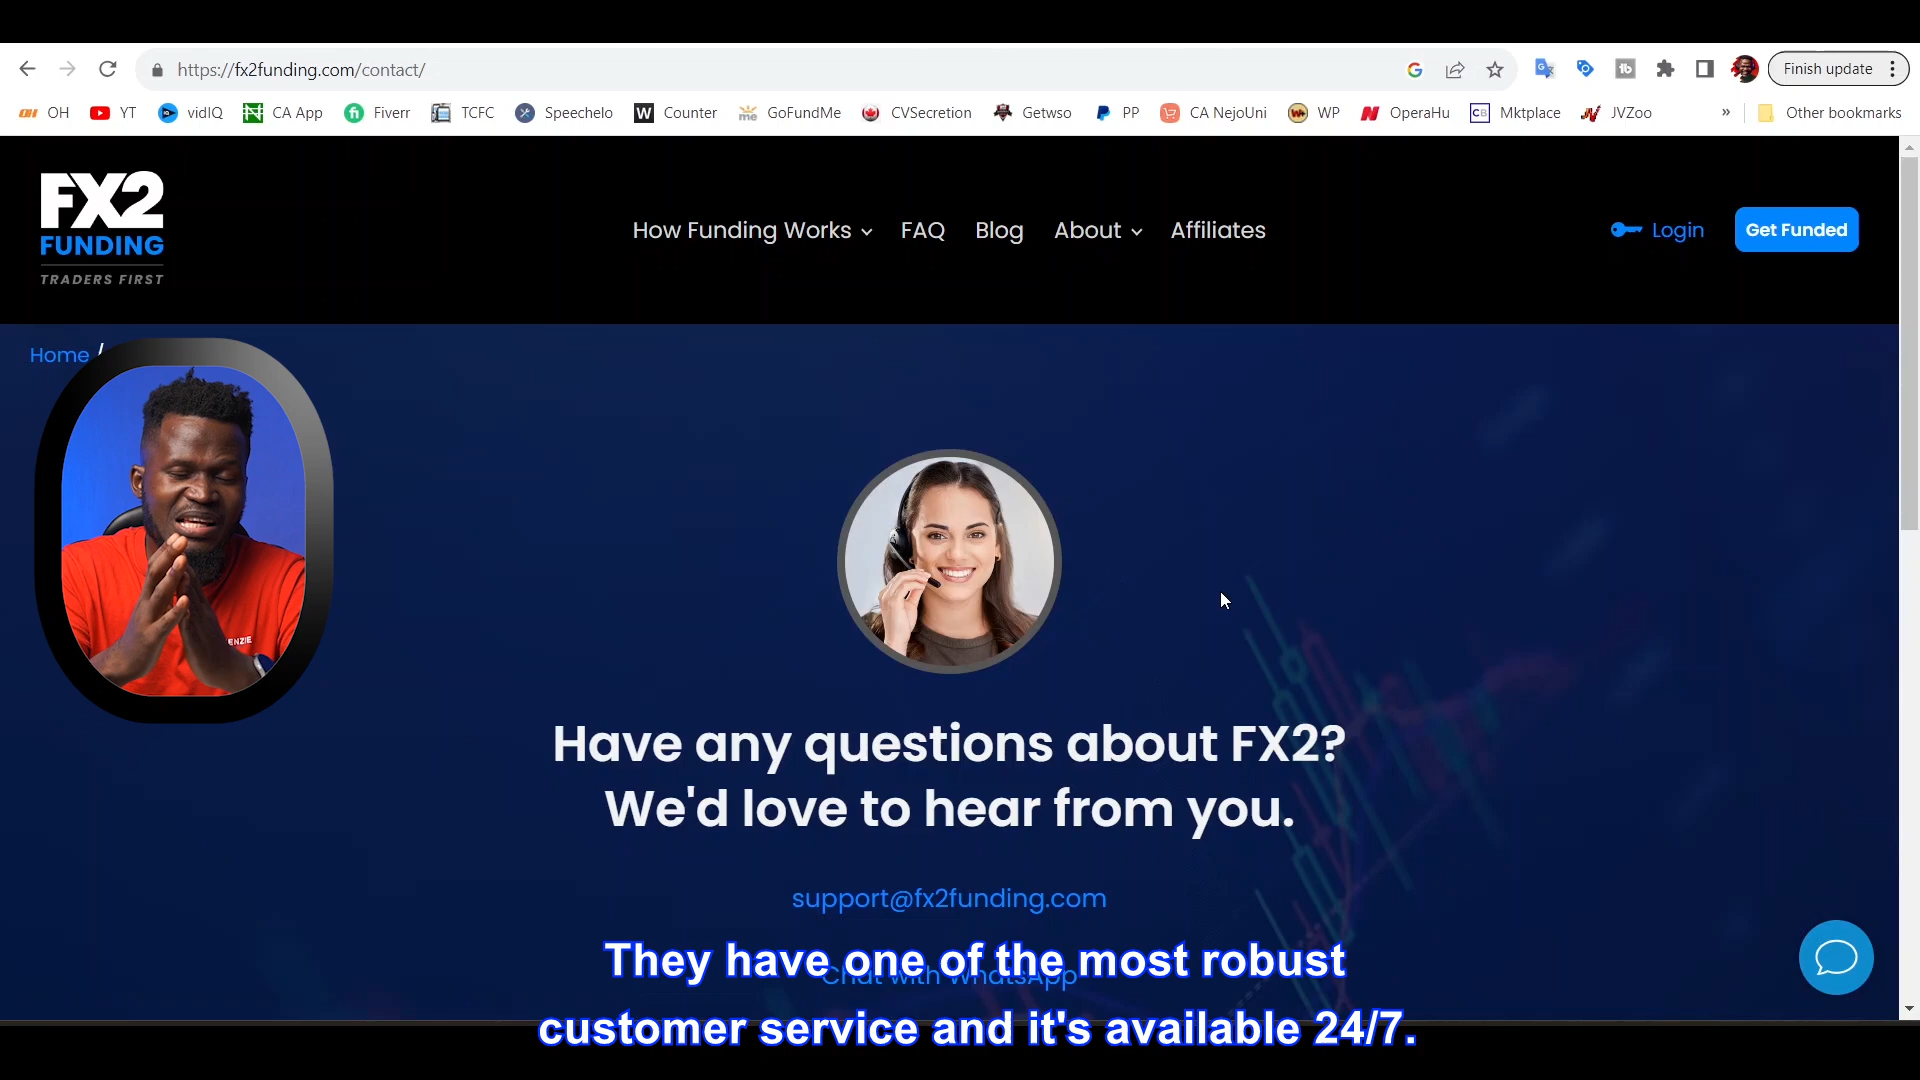 https://fx2funding.com/contact/
Finish update
OH
YT
vidIQ
CA App
Fiverr
TCFC
Speechelo
W
Counter
me
GoFundMe
CVSecretion
Getwso
PP
CA NejoUni
WP
OperaHu
CB
Mktplace
JVZoo
»
Other bookmarks
FX2
FUNDING
TRADERS FIRST
How Funding Works
FAQ
Blog
About
Affiliates
Login
Get Funded
Home /
ENZIE
Have any questions about FX2?
We'd love to hear from you.
support@fx2funding.com
Chat with WhatsApp
They have one of the most robust
customer service and it's available 24/7.